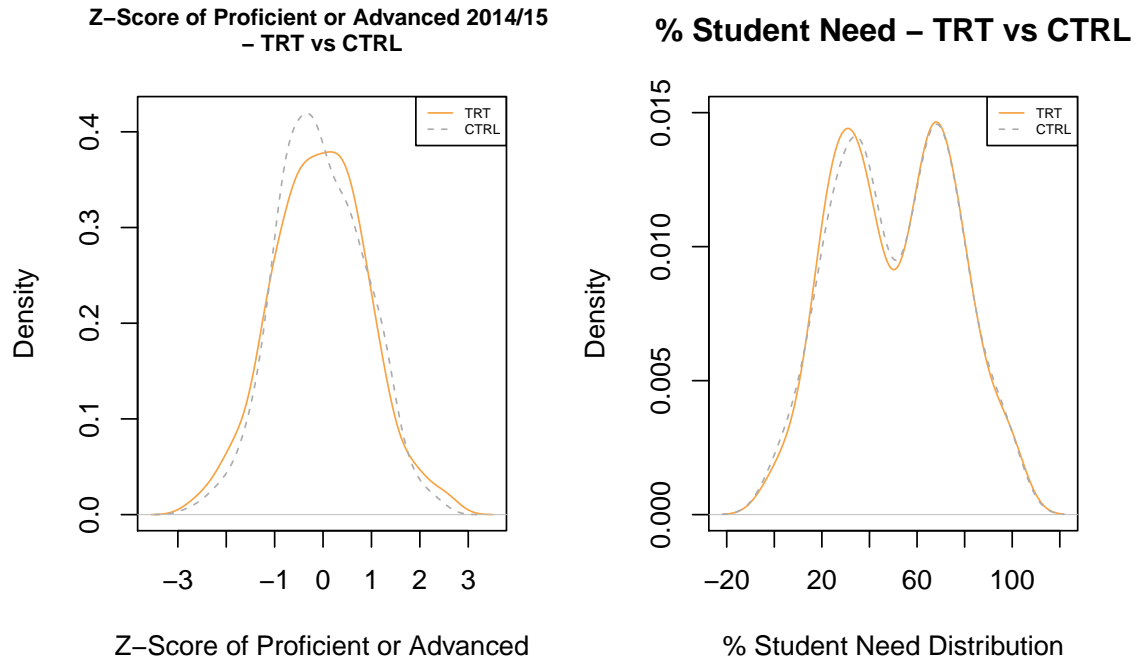 Z−Score of Proficient or Advanced 2014/15
− TRT vs CTRL
Density
0.4
0.3
0.2
0.1
0.0
TRT
CTRL
−3
−1
0
1
2
3
Z−Score of Proficient or Advanced
% Student Need − TRT vs CTRL
Density
0.015
0.010
0.005
0.000
TRT
CTRL
−20
20
60
100
% Student Need Distribution